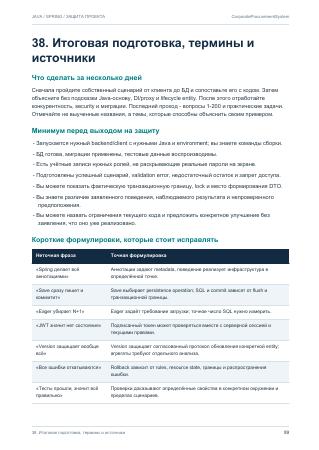 JAVA / SPRING / ЗАЩИТА ПРОЕКТА
CorporateProcurementSystem
38. Итоговая подготовка, термины и
источники
Что сделать за несколько дней
Сначала пройдите собственный сценарий от клиента до БД и сопоставьте его с кодом. Затем
объясните без подсказки Java-основу, DI/proxy и lifecycle entity. После этого отработайте
конкурентность, security и миграции. Последний проход - вопросы 1-200 и практические задачи.
Отмечайте не выученные названия, а темы, которые способны объяснить своим примером.
Минимум перед выходом на защиту
- Запускается нужный backend/client с нужными Java и environment; вы знаете команды сборки.
- БД готова, миграции применены, тестовые данные воспроизводимы.
- Есть учётные записи нужных ролей, не раскрывающие реальные пароли на экране.
- Подготовлены успешный сценарий, validation error, недостаточный остаток и запрет доступа.
- Вы можете показать фактическую транзакционную границу, lock и место формирования DTO.
- Вы знаете различие заявленного поведения, наблюдаемого результата и непроверенного
предположения.
- Вы можете назвать ограничения текущего кода и предложить конкретное улучшение без
заявления, что оно уже реализовано.
Короткие формулировки, которые стоит исправлять
Неточная фраза
Точная формулировка
«Spring делает всё
аннотациями»
Аннотации задают metadata, поведение реализует инфраструктура в
определённой точке.
«Save сразу пишет и
коммитит»
Save выбирает persistence operation; SQL и commit зависят от flush и
транзакционной границы.
«Eager убирает N+1»
Eager задаёт требование загрузки; точное число SQL нужно измерить.
«JWT значит нет состояния»
Подписанный токен может проверяться вместе с серверной сессией и
текущими правами.
«Version защищает вообще
всё»
Version защищает согласованный протокол обновления конкретной entity;
агрегаты требуют отдельного анализа.
«Все ошибки откатываются»
Rollback зависит от rules, resource state, границы и распространения
ошибки.
«Тесты прошли, значит всё
правильно»
Проверки доказывают определённые свойства в конкретном окружении и
пределах сценариев.
38. Итоговая подготовка, термины и источники